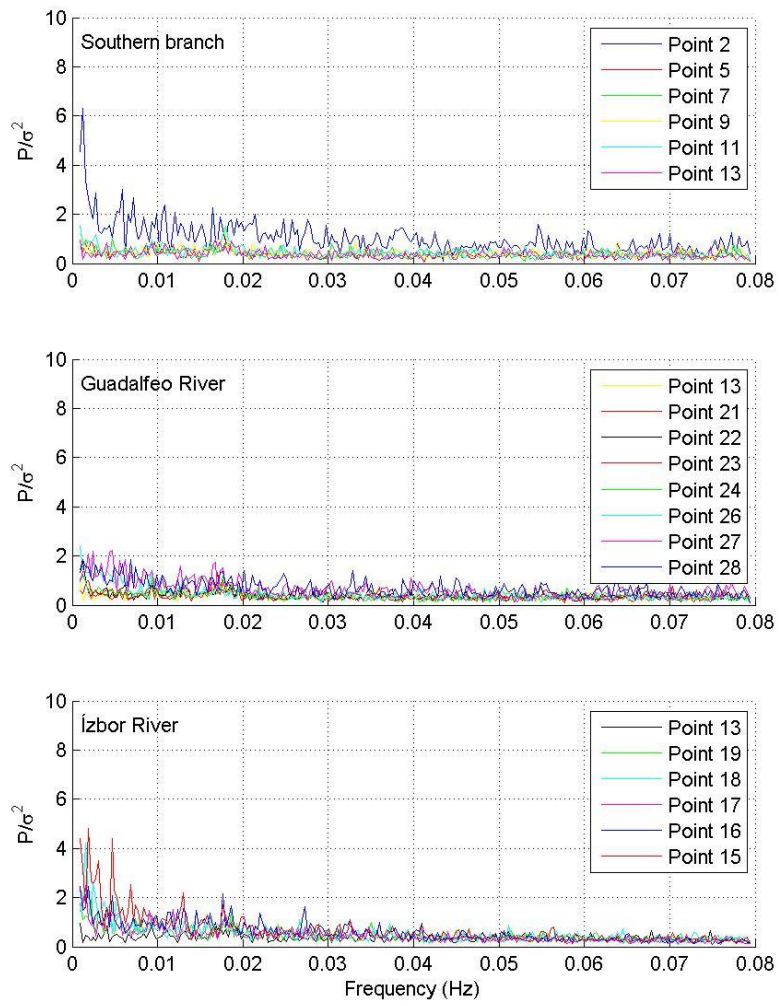 10
8
6
4
2
0
P/σ²
Southern branch
Point 2
Point 5
Point 7
Point 9
Point 11
Point 13
0 0.01 0.02 0.03 0.04 0.05 0.06 0.07 0.08
10
8
6
4
2
0
P/σ²
Guadalfeo River
Point 13
Point 21
Point 22
Point 23
Point 24
Point 26
Point 27
Point 28
0 0.01 0.02 0.03 0.04 0.05 0.06 0.07 0.08
10
8
6
4
2
0
P/σ²
Ízbor River
Point 13
Point 19
Point 18
Point 17
Point 16
Point 15
0 0.01 0.02 0.03 0.04 0.05 0.06 0.07 0.08
Frequency (Hz)